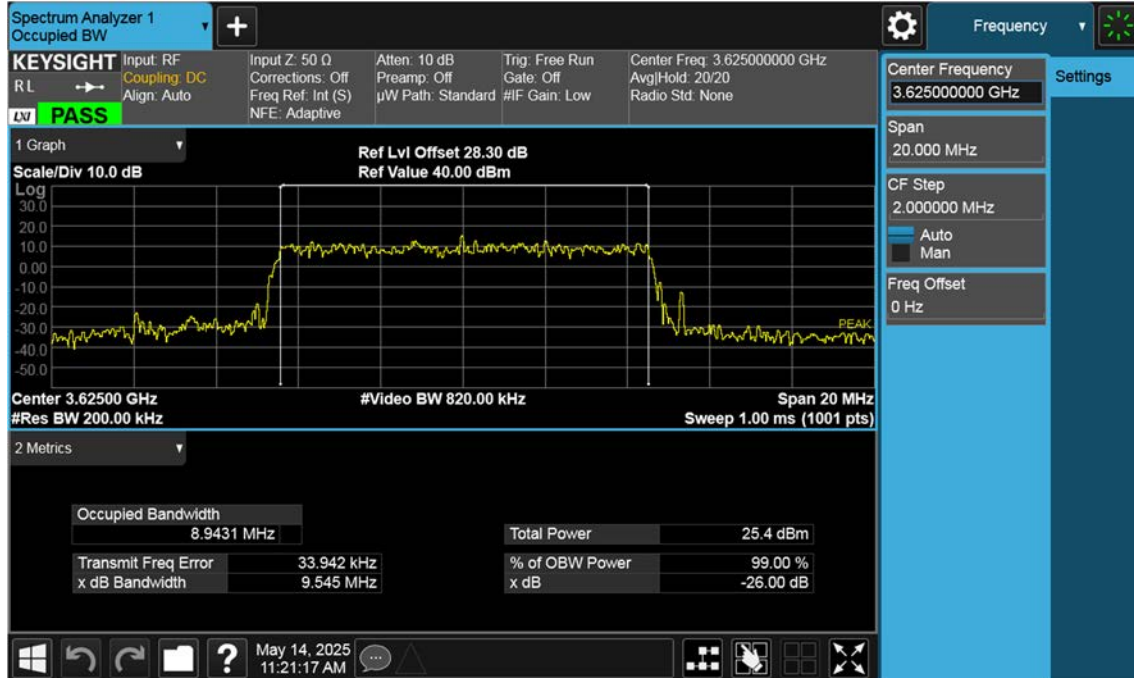 Spectrum Analyzer 1
Occupied BW
Frequency
KEYSIGHT
R L
LXI
PASS
Input: RF
Coupling: DC
Align: Auto
Input Z: 50 Ω
Corrections: Off
Freq Ref: Int (S)
NFE: Adaptive
Atten: 10 dB
Preamp: Off
µW Path: Standard
Trig: Free Run
Gate: Off
#IF Gain: Low
Center Freq: 3.625000000 GHz
Avg|Hold: 20/20
Radio Std: None
Center Frequency
3.625000000 GHz
Settings
Span
20.000 MHz
CF Step
2.000000 MHz
Auto
Man
Freq Offset
0 Hz
1 Graph
Scale/Div 10.0 dB
Ref Lvl Offset 28.30 dB
Ref Value 40.00 dBm
Log
30.0
20.0
10.0
0.00
-10.0
-20.0
-30.0
-40.0
-50.0
PEAK
Center 3.62500 GHz
#Video BW 820.00 kHz
Span 20 MHz
#Res BW 200.00 kHz
Sweep 1.00 ms (1001 pts)
2 Metrics
Occupied Bandwidth
8.9431 MHz
Total Power 25.4 dBm
Transmit Freq Error 33.942 kHz
% of OBW Power 99.00 %
x dB Bandwidth 9.545 MHz
x dB -26.00 dB
?
May 14, 2025
11:21:17 AM